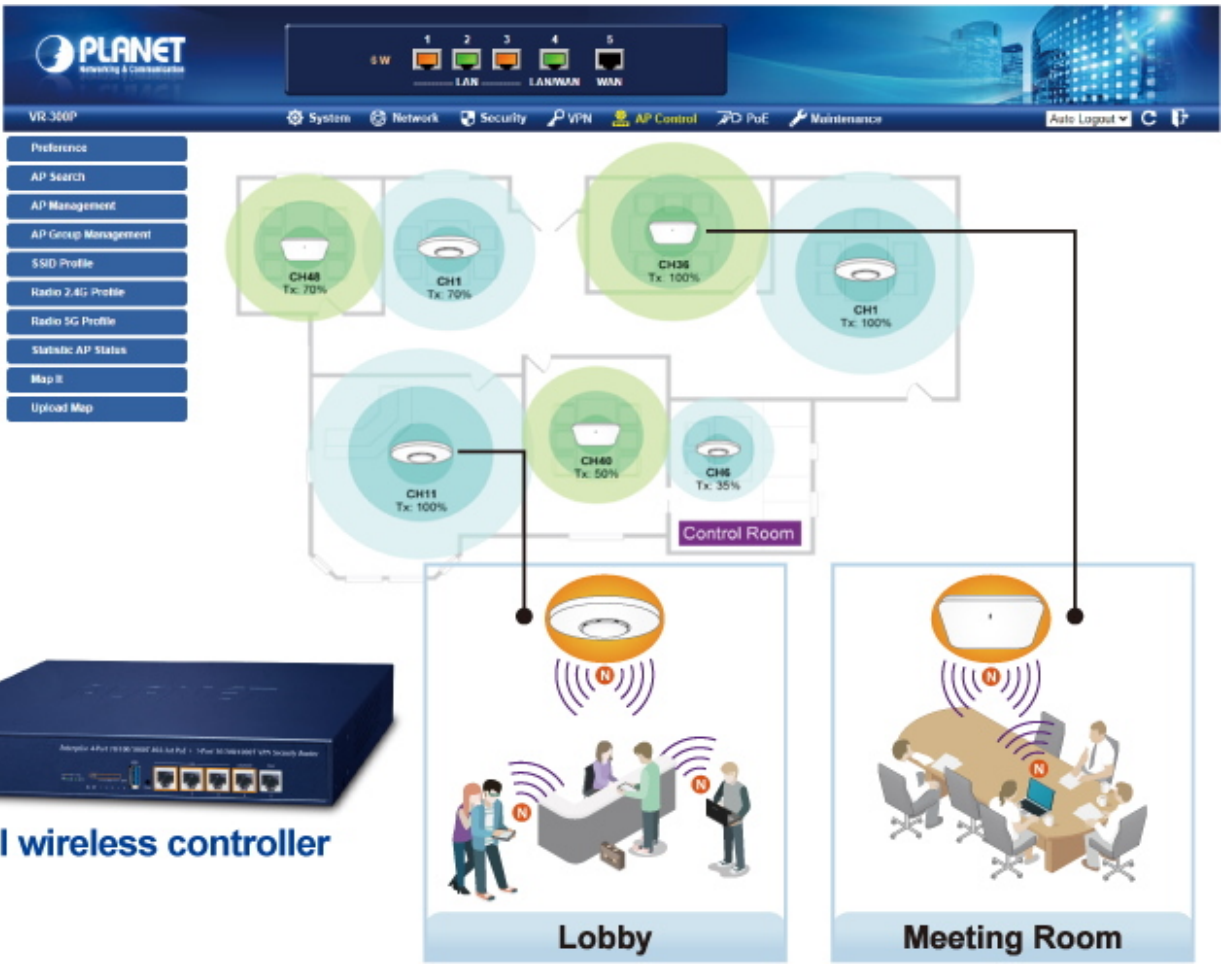 PLANET
Networking & Communication
1 2 3 4 5
6 W
LAN LAN/WAN WAN
VR-300P
System Network Security VPN AP Control PoE Maintenance Auto Logout
Preference
AP Search
AP Management
AP Group Management
SSID Profile
Radio 2.4G Profile
Radio 5G Profile
Statistic AP Status
Map It
Upload Map
CH48
Tx: 70%
CH1
Tx: 70%
CH36
Tx: 100%
CH1
Tx: 100%
CH11
Tx: 100%
CH40
Tx: 50%
CH6
Tx: 35%
Control Room
N
N
N
N
N
l wireless controller
Lobby
Meeting Room